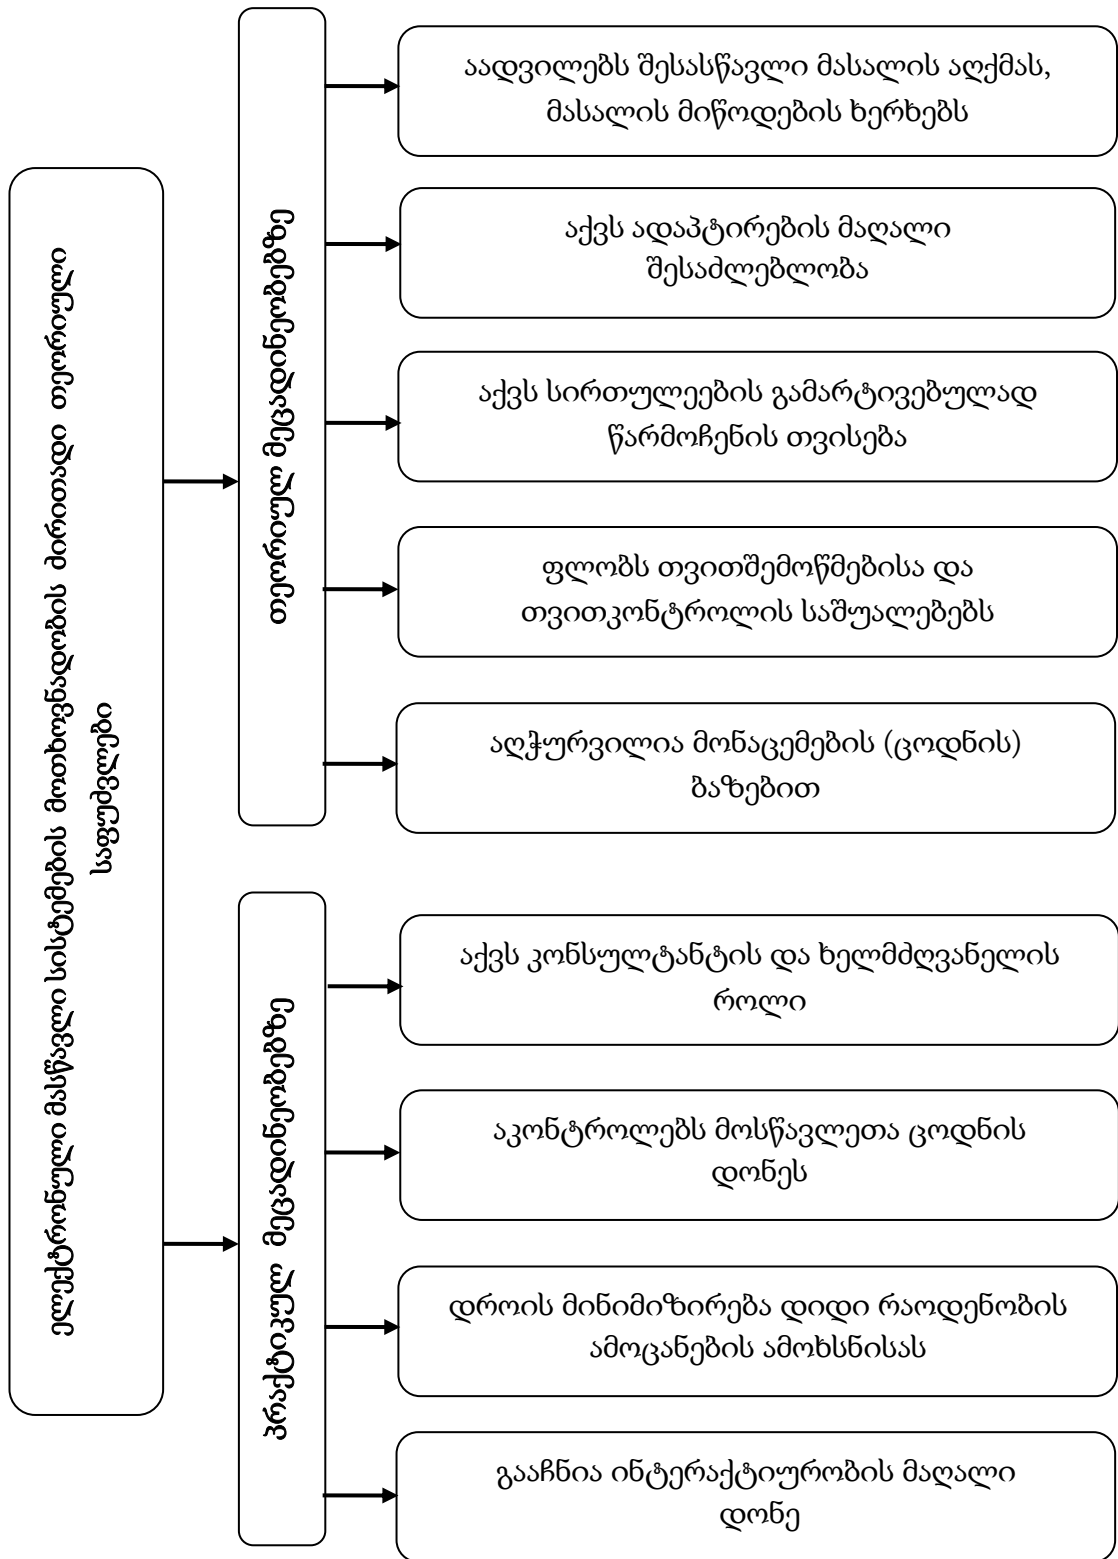 ელექტრონული მასწავლი სისტემების მოთხოვნადობის ძირითადი თეორიული
საფუძვლები
თეორიულ მეცადინეობებზე
აადვილებს შესასწავლი მასალის აღქმას,
მასალის მიწოდების ხერხებს
აქვს ადაპტირების მაღალი
შესაძლებლობა
აქვს სირთულეების გამარტივებულად
წარმოჩენის თვისება
ფლობს თვითშემოწმებისა და
თვითკონტროლის საშუალებებს
აღჭურვილია მონაცემების (ცოდნის)
ბაზებით
პრაქტიკულ მეცადინეობებზე
აქვს კონსულტანტის და ხელმძღვანელის
როლი
აკონტროლებს მოსწავლეთა ცოდნის
დონეს
დროის მინიმიზირება დიდი რაოდენობის
ამოცანების ამოხსნისას
გააჩნია ინტერაქტიურობის მაღალი
დონე